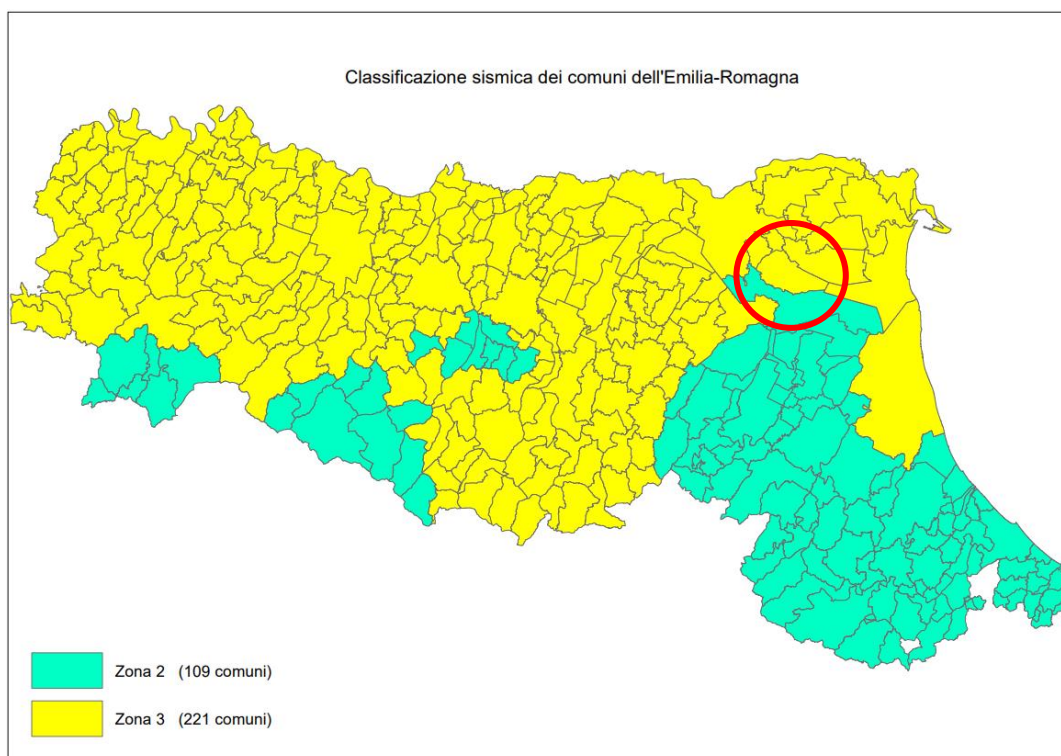 Classificazione sismica dei comuni dell'Emilia-Romagna
Zona 2 (109 comuni)
Zona 3 (221 comuni)